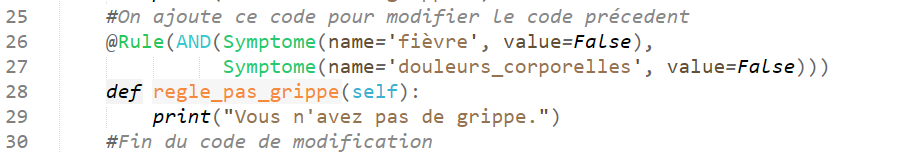 25 #On ajoute ce code pour modifier le code précedent
26 @Rule(AND(Symptome(name='fièvre', value=False),
27 Symptome(name='douleurs_corporelles', value=False)))
28 def regle_pas_grippe(self):
29 print("Vous n'avez pas de grippe.")
30 #Fin du code de modification